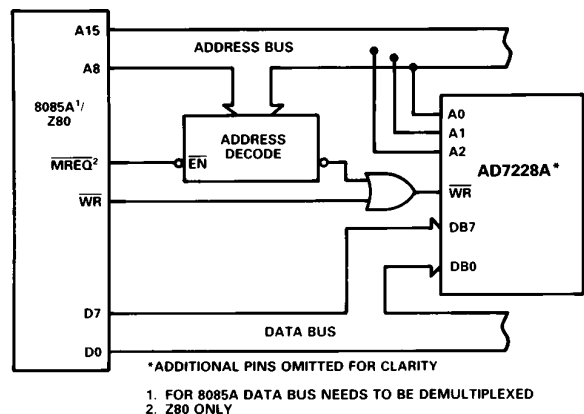 A15
ADDRESS BUS
A8
8085A1/
Z80
ADDRESS
DECODE
MREQ2
EN
WR
A0
A1
A2
AD7228A*
WR
DB7
DB0
D7
DATA BUS
D0
*ADDITIONAL PINS OMITTED FOR CLARITY
1. FOR 8085A DATA BUS NEEDS TO BE DEMULTIPLEXED
2. Z80 ONLY